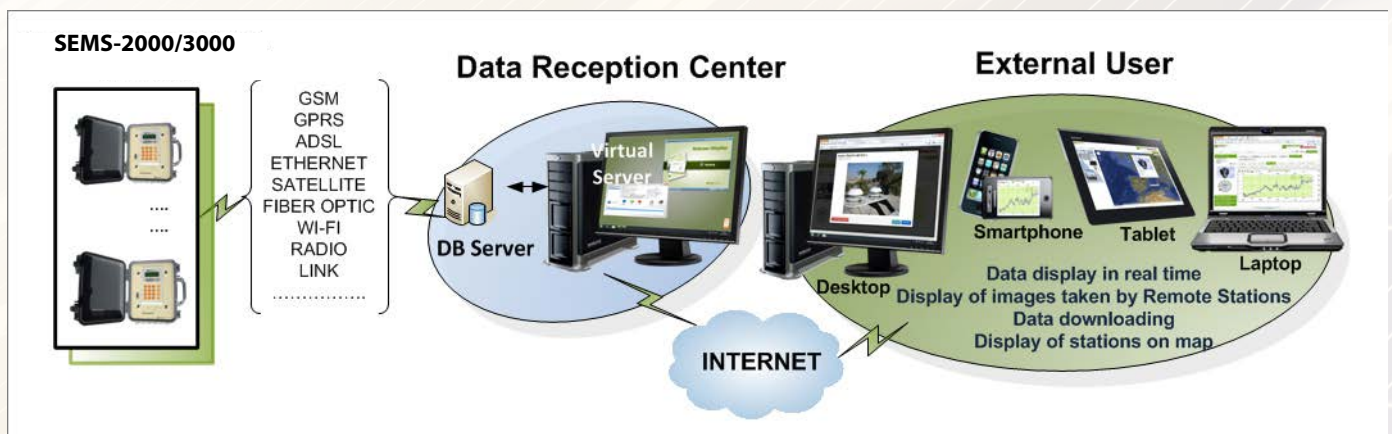 SEMS-2000/3000
....
....
GSM
GPRS
ADSL
ETHERNET
SATELLITE
FIBER OPTIC
WI-FI
RADIO
LINK
................
Data Reception Center
DB Server
Virtual
Server
INTERNET
External User
Desktop
Smartphone
Tablet
Laptop
Data display in real time
Display of images taken by Remote Stations
Data downloading
Display of stations on map